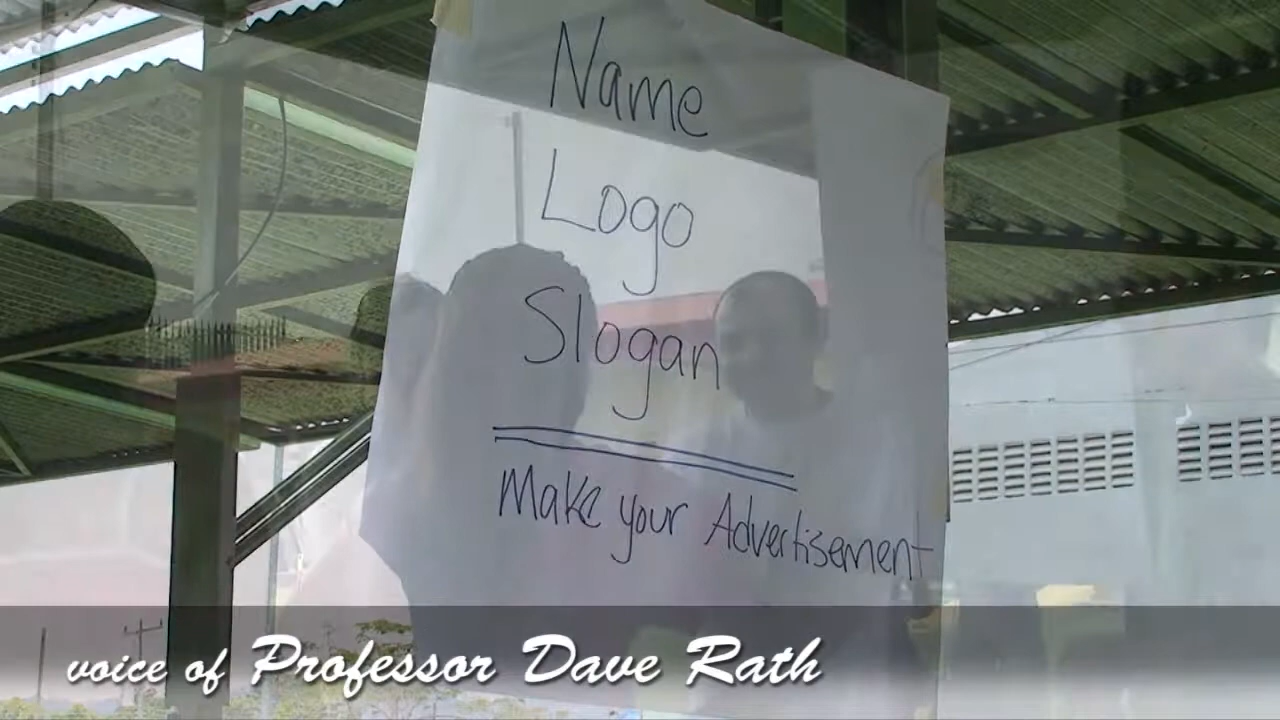 Name
Logo
Slogan
Make your Advertisement
voice of Professor Dave Rath